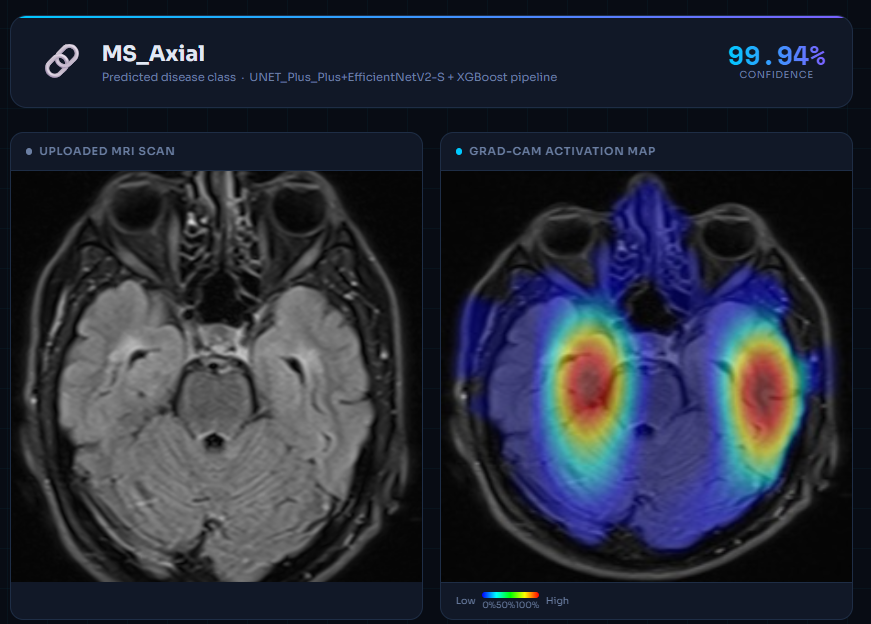 MS_Axial
Predicted disease class · UNET_Plus_Plus+EfficientNetV2-S + XGBoost pipeline
99.94%
CONFIDENCE
UPLOADED MRI SCAN
GRAD-CAM ACTIVATION MAP
Low 0%50%100% High